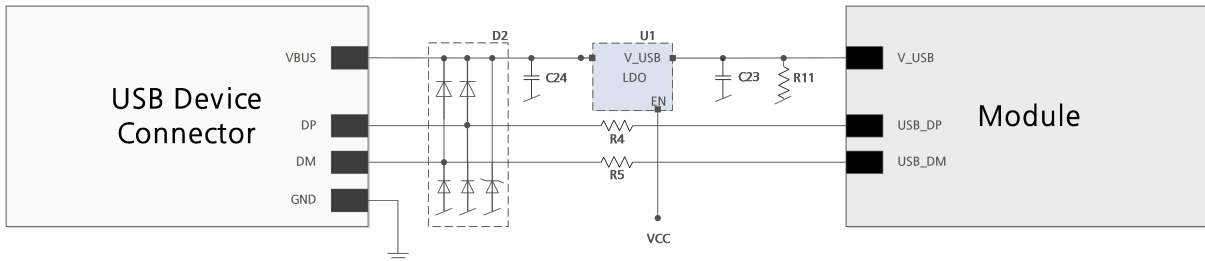 D2
U1
VBUS
V_USB
V_USB
LDO
C24
C23
R11
USB Device
Connector
EN
Module
DP
R4
USB_DP
DM
R5
USB_DM
GND
VCC